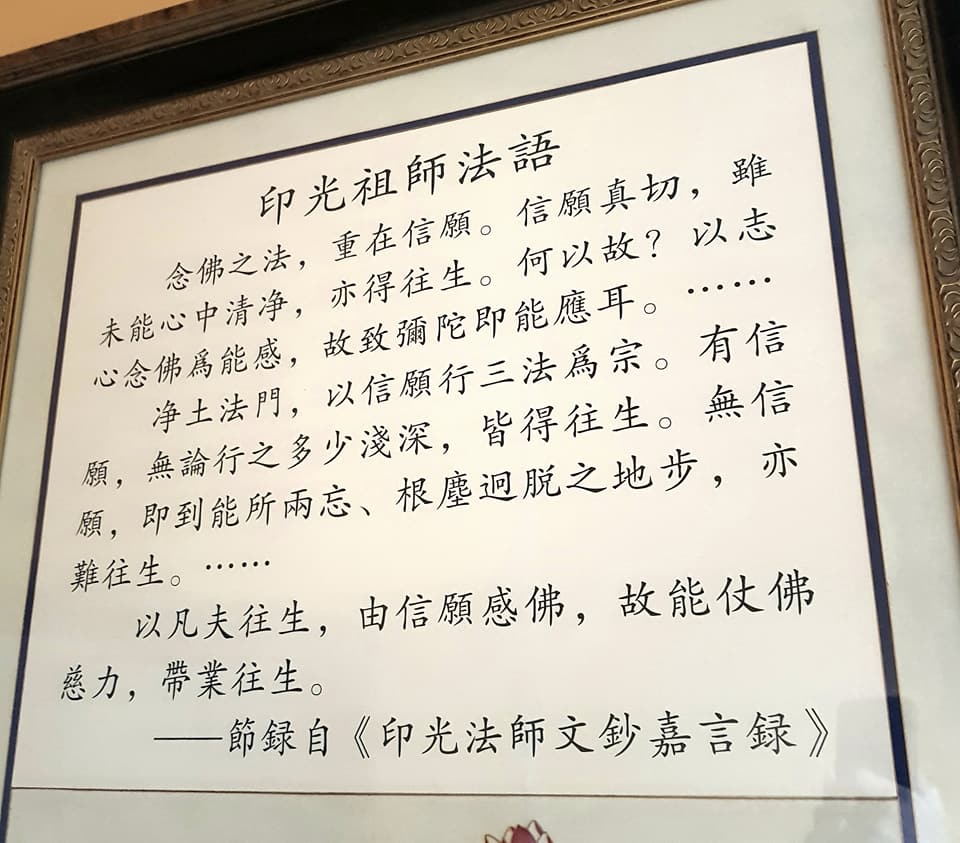 印光祖師法語
念佛之法，重在信願。信願真切，雖
未能心中清净，亦得往生。何以故？以志
心念佛爲能感，故致彌陀即能應耳。……
净土法門，以信願行三法爲宗。有信
願，無論行之多少淺深，皆得往生。無信
願，即到能所兩忘、根塵迥脱之地步，亦
難往生。……
以凡夫往生，由信願感佛，故能仗佛
慈力，帶業往生。
——節録自《印光法師文鈔嘉言録》